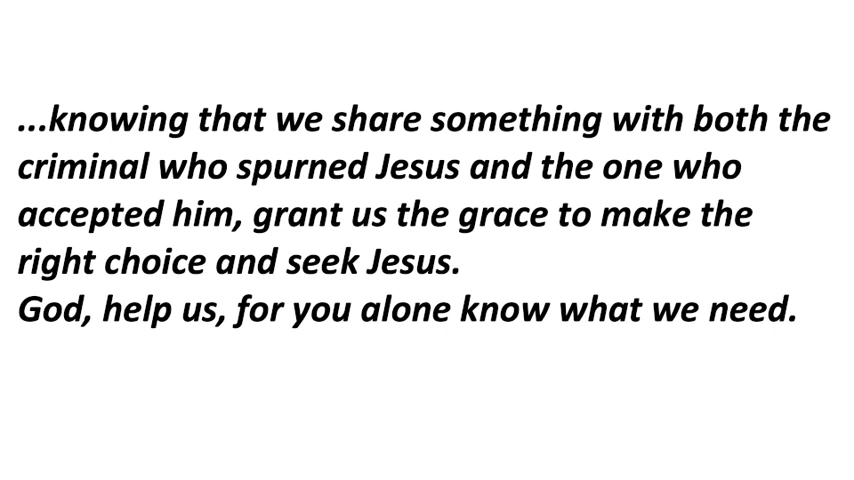 ...knowing that we share something with both the
criminal who spurned Jesus and the one who
accepted him, grant us the grace to make the
right choice and seek Jesus.
God, help us, for you alone know what we need.